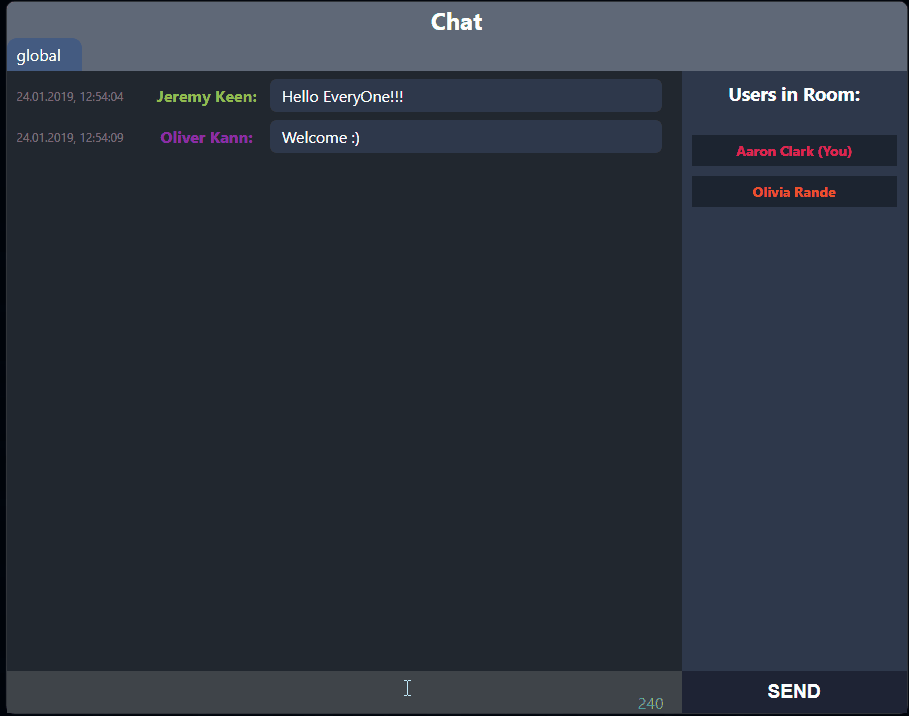 Chat
global
24.01.2019, 12:54:04 Jeremy Keen: Hello EveryOne!!!
24.01.2019, 12:54:09 Oliver Kann: Welcome :)
Users in Room:
Aaron Clark (You)
Olivia Rande
240
SEND